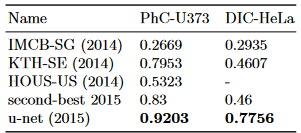 Name PhC-U373 DIC-HeLa
IMCB-SG (2014) 0.2669 0.2935
KTH-SE (2014) 0.7953 0.4607
HOUS-US (2014) 0.5323 -
second-best 2015 0.83 0.46
u-net (2015) 0.9203 0.7756